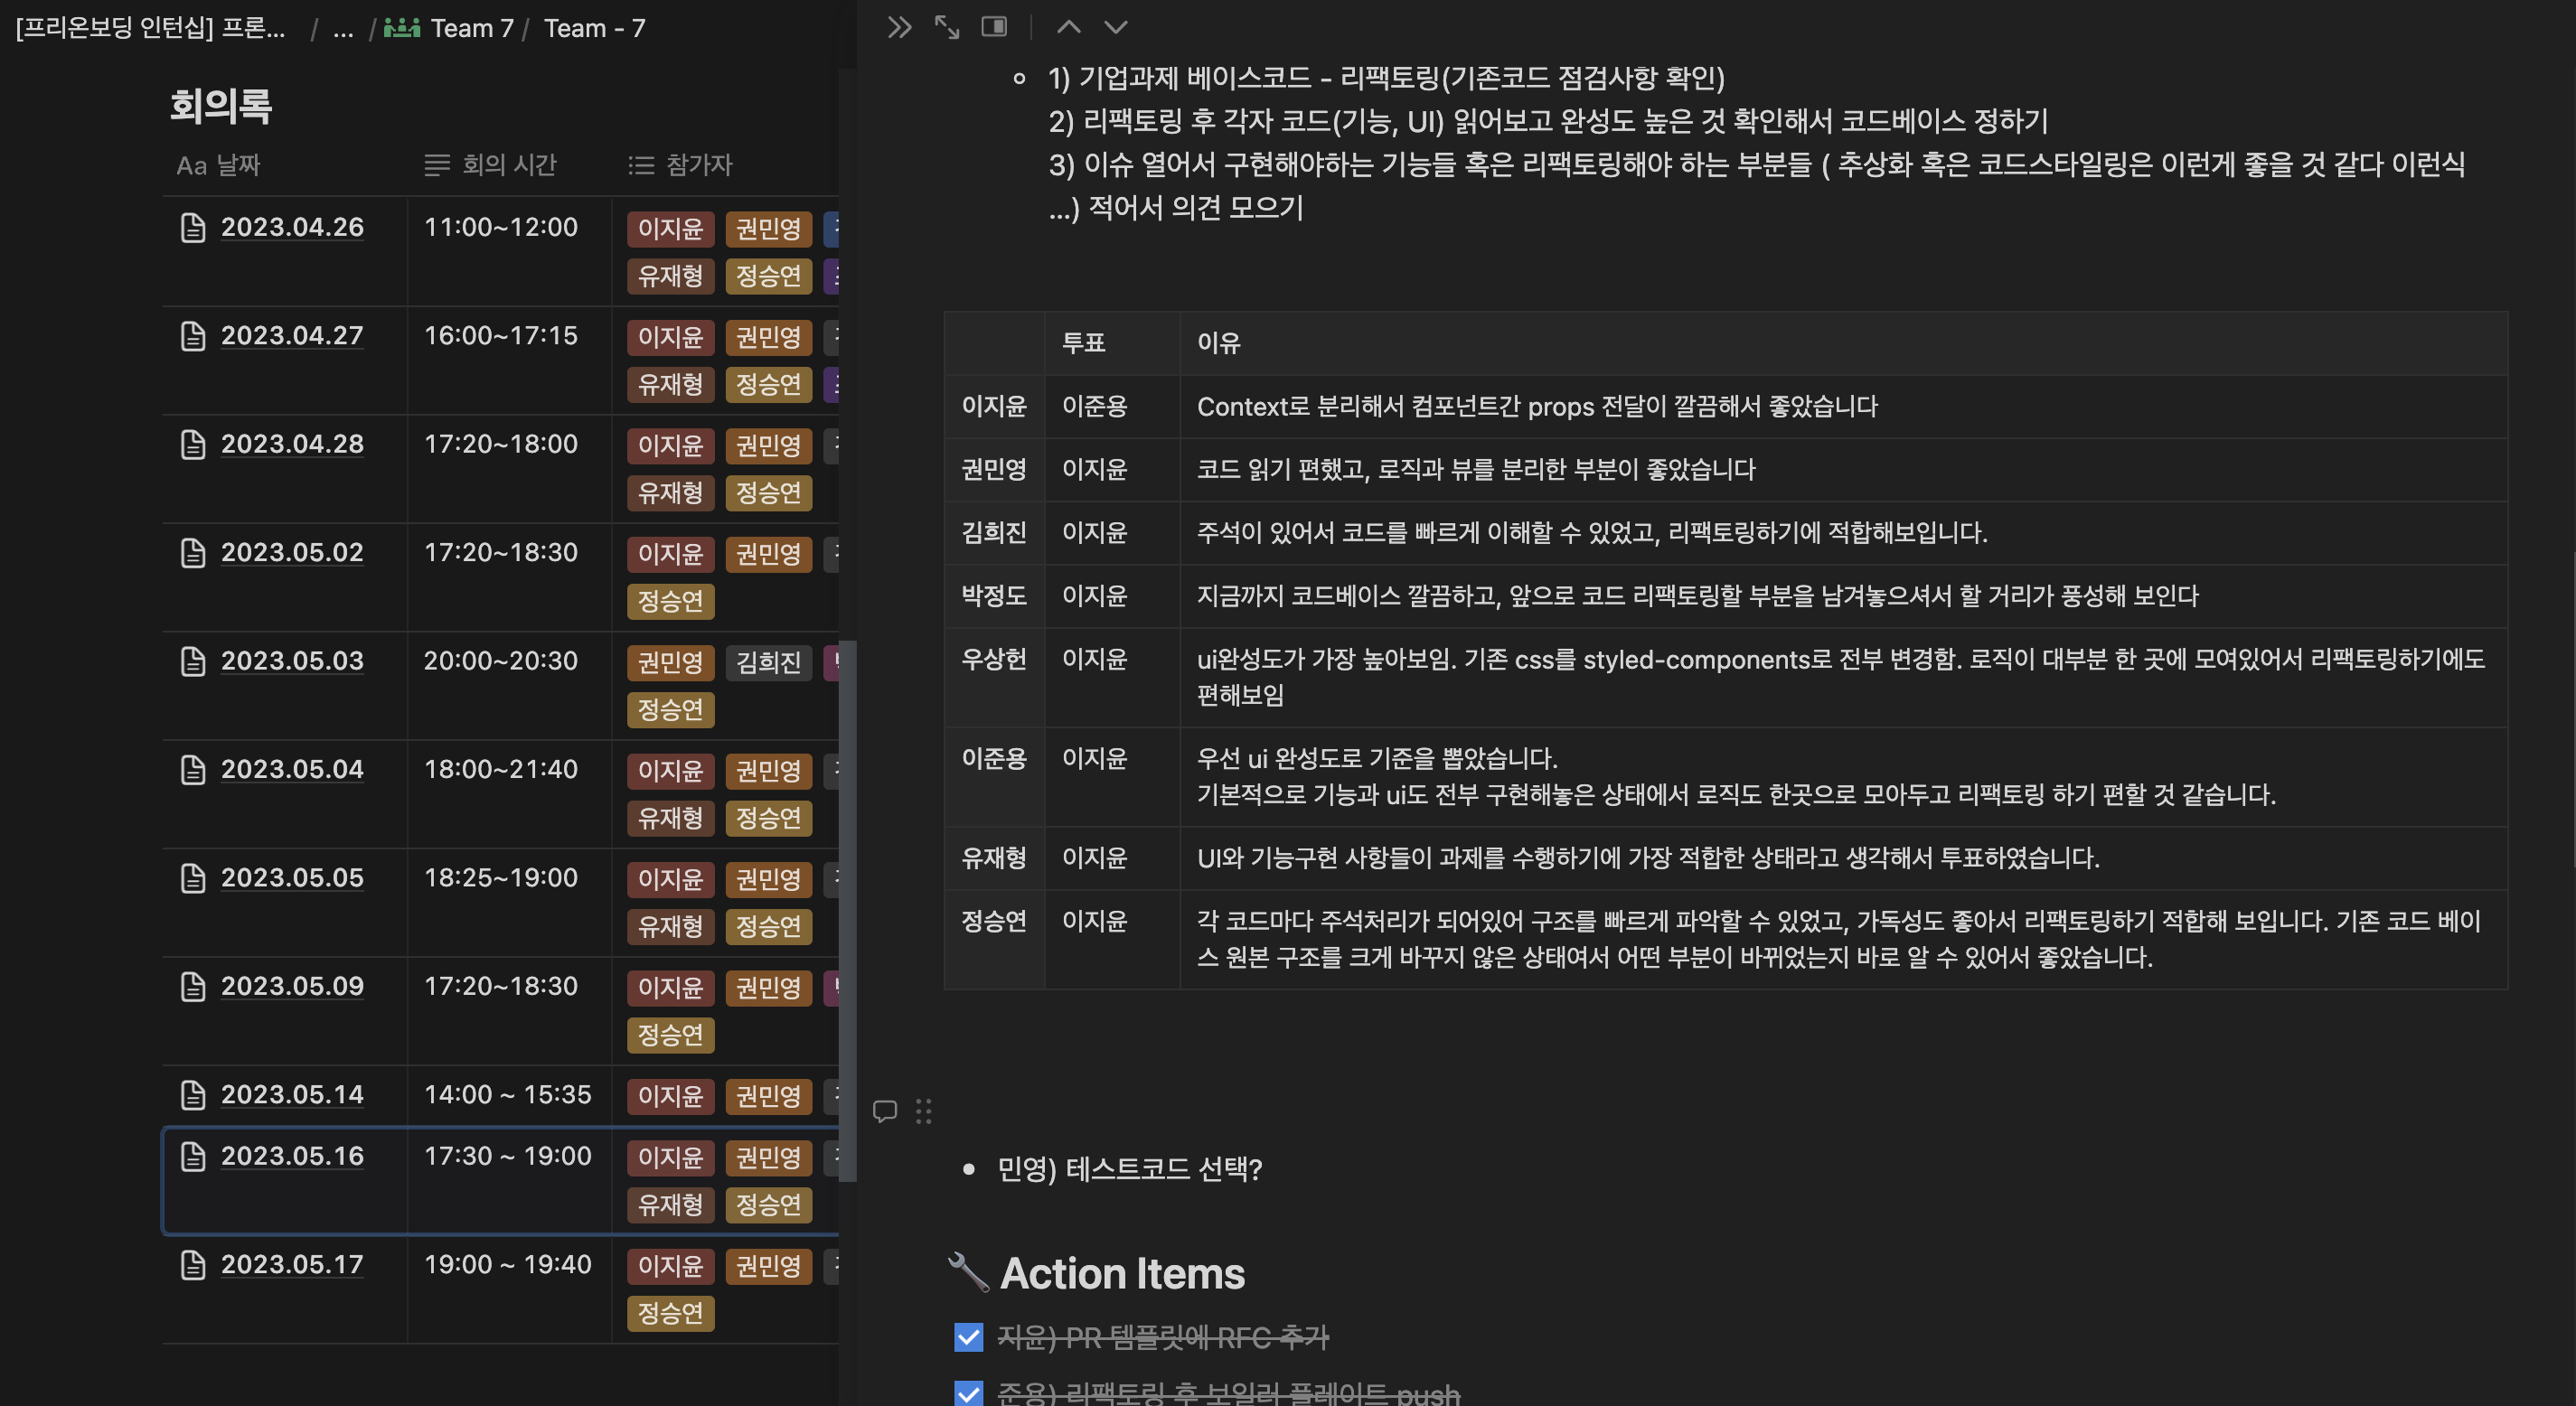 [프리온보딩 인턴십] 프론... / ... / Team 7 / Team - 7
회의록
Aa 날짜 회의 시간 참가자
2023.04.26 11:00~12:00 이지윤 권민영
유재형 정승연
2023.04.27 16:00~17:15 이지윤 권민영
유재형 정승연
2023.04.28 17:20~18:00 이지윤 권민영
유재형 정승연
2023.05.02 17:20~18:30 이지윤 권민영
정승연
2023.05.03 20:00~20:30 권민영 김희진
정승연
2023.05.04 18:00~21:40 이지윤 권민영
유재형 정승연
2023.05.05 18:25~19:00 이지윤 권민영
유재형 정승연
2023.05.09 17:20~18:30 이지윤 권민영
정승연
2023.05.14 14:00 ~ 15:35 이지윤 권민영
2023.05.16 17:30 ~ 19:00 이지윤 권민영
유재형 정승연
2023.05.17 19:00 ~ 19:40 이지윤 권민영
정승연
1) 기업과제 베이스코드 - 리팩토링(기존코드 점검사항 확인)
2) 리팩토링 후 각자 코드(기능, UI) 읽어보고 완성도 높은 것 확인해서 코드베이스 정하기
3) 이슈 열어서 구현해야하는 기능들 혹은 리팩토링해야 하는 부분들 ( 추상화 혹은 코드스타일링은 이런게 좋을 것 같다 이런식
...) 적어서 의견 모으기
투표 이유
이지윤 이준용 Context로 분리해서 컴포넌트간 props 전달이 깔끔해서 좋았습니다
권민영 이지윤 코드 읽기 편했고, 로직과 뷰를 분리한 부분이 좋았습니다
김희진 이지윤 주석이 있어서 코드를 빠르게 이해할 수 있었고, 리팩토링하기에 적합해보입니다.
박정도 이지윤 지금까지 코드베이스 깔끔하고, 앞으로 코드 리팩토링할 부분을 남겨놓으셔서 할 거리가 풍성해 보인다
우상헌 이지윤 ui완성도가 가장 높아보임. 기존 css를 styled-components로 전부 변경함. 로직이 대부분 한 곳에 모여있어서 리팩토링하기에도
편해보임
이준용 이지윤 우선 ui 완성도로 기준을 뽑았습니다.
기본적으로 기능과 ui도 전부 구현해놓은 상태에서 로직도 한곳으로 모아두고 리팩토링 하기 편할 것 같습니다.
유재형 이지윤 UI와 기능구현 사항들이 과제를 수행하기에 가장 적합한 상태라고 생각해서 투표하였습니다.
정승연 이지윤 각 코드마다 주석처리가 되어있어 구조를 빠르게 파악할 수 있었고, 가독성도 좋아서 리팩토링하기 적합해 보입니다. 기존 코드 베이
스 원본 구조를 크게 바꾸지 않은 상태여서 어떤 부분이 바뀌었는지 바로 알 수 있어서 좋았습니다.
민영) 테스트코드 선택?
Action Items
지윤) PR 템플릿에 RFC 추가
준용) 리팩토링 후 보일러 플레이트 push